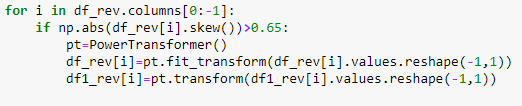 for i in df_rev.columns[0:-1]:
    if np.abs(df_rev[i].skew())>0.65:
        pt=PowerTransformer()
        df_rev[i]=pt.fit_transform(df_rev[i].values.reshape(-1,1))
        df1_rev[i]=pt.transform(df1_rev[i].values.reshape(-1,1))